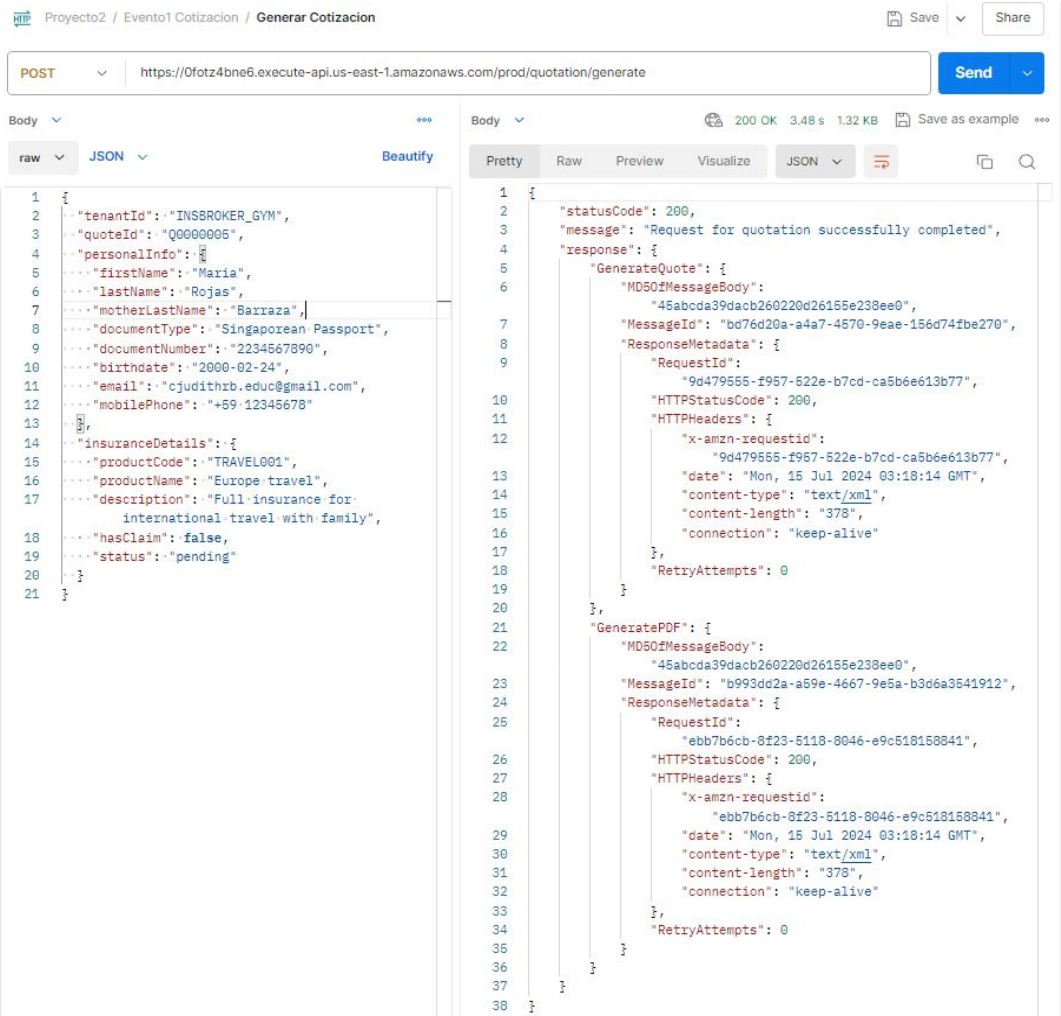 HTTP Proyecto2 / Evento1 Cotizacion / Generar Cotizacion
Save
Share
POST
https://0fotz4bne6.execute-api.us-east-1.amazonaws.com/prod/quotation/generate
Send
Body
raw
JSON
Beautify
1 {
2 "tenantId": "INSBROKER_GYM",
3 "quoteId": "Q0000005",
4 "personalInfo": {
5 "firstName": "Maria",
6 "lastName": "Rojas",
7 "motherLastName": "Barraza",
8 "documentType": "Singaporean Passport",
9 "documentNumber": "2234567890",
10 "birthdate": "2000-02-24",
11 "email": "cjudithrb.educ@gmail.com",
12 "mobilePhone": "+59 12345678"
13 },
14 "insuranceDetails": {
15 "productCode": "TRAVEL001",
16 "productName": "Europe travel",
17 "description": "Full insurance for
international travel with family",
18 "hasClaim": false,
19 "status": "pending"
20 }
21 }
Body
200 OK 3.48 s 1.32 KB Save as example
Pretty Raw Preview Visualize JSON
1 {
2 "statusCode": 200,
3 "message": "Request for quotation successfully completed",
4 "response": {
5 "GenerateQuote": {
6 "MD5OfMessageBody":
"45abcda39dacb260220d26155e238ee0",
7 "MessageId": "bd76d20a-a4a7-4570-9eae-156d74fbe270",
8 "ResponseMetadata": {
9 "RequestId":
"9d479555-f957-522e-b7cd-ca5b6e613b77",
10 "HTTPStatusCode": 200,
11 "HTTPHeaders": {
12 "x-amzn-requestid":
"9d479555-f957-522e-b7cd-ca5b6e613b77",
13 "date": "Mon, 15 Jul 2024 03:18:14 GMT",
14 "content-type": "text/xml",
15 "content-length": "378",
16 "connection": "keep-alive"
17 },
18 "RetryAttempts": 0
19 }
20 },
21 "GeneratePDF": {
22 "MD5OfMessageBody":
"45abcda39dacb260220d26155e238ee0",
23 "MessageId": "b993dd2a-a59e-4667-9e5a-b3d6a3541912",
24 "ResponseMetadata": {
25 "RequestId":
"ebb7b6cb-8f23-5118-8046-e9c518158841",
26 "HTTPStatusCode": 200,
27 "HTTPHeaders": {
28 "x-amzn-requestid":
"ebb7b6cb-8f23-5118-8046-e9c518158841",
29 "date": "Mon, 15 Jul 2024 03:18:14 GMT",
30 "content-type": "text/xml",
31 "content-length": "378",
32 "connection": "keep-alive"
33 },
34 "RetryAttempts": 0
35 }
36 }
37 }
38 }